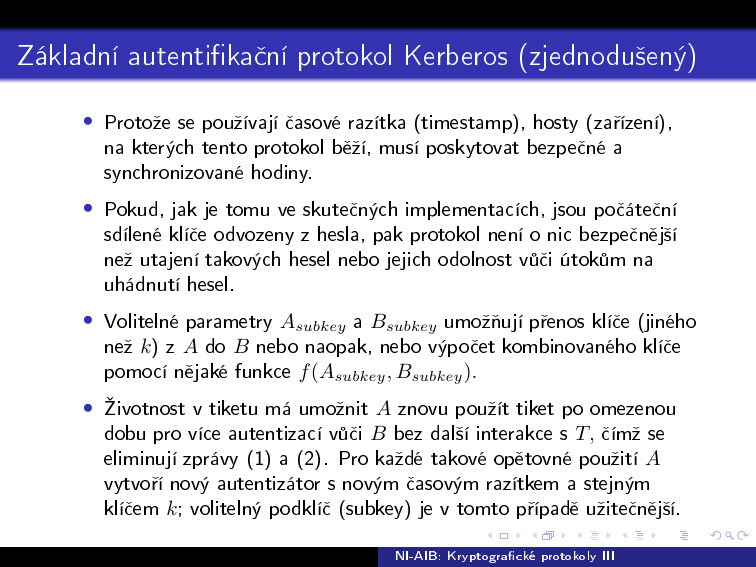 Základní autentifikační protokol Kerberos (zjednodušený)
• Protože se používají časové razítka (timestamp), hosty (zařízení),
na kterých tento protokol běží, musí poskytovat bezpečné a
synchronizované hodiny.
• Pokud, jak je tomu ve skutečných implementacích, jsou počáteční
sdílené klíče odvozeny z hesla, pak protokol není o nic bezpečnější
než utajení takových hesel nebo jejich odolnost vůči útokům na
uhádnutí hesel.
• Volitelné parametry $A_{subkey}$ a $B_{subkey}$ umožňují přenos klíče (jiného
než $k$) z $A$ do $B$ nebo naopak, nebo výpočet kombinovaného klíče
pomocí nějaké funkce $f(A_{subkey}, B_{subkey})$.
• Životnost v tiketu má umožnit $A$ znovu použít tiket po omezenou
dobu pro více autentizací vůči $B$ bez další interakce s $T$, čímž se
eliminují zprávy (1) a (2). Pro každé takové opětovné použití $A$
vytvoří nový autentizátor s novým časovým razítkem a stejným
klíčem $k$; volitelný podklíč (subkey) je v tomto případě užitečnější.
NI-AIB: Kryptografické protokoly III